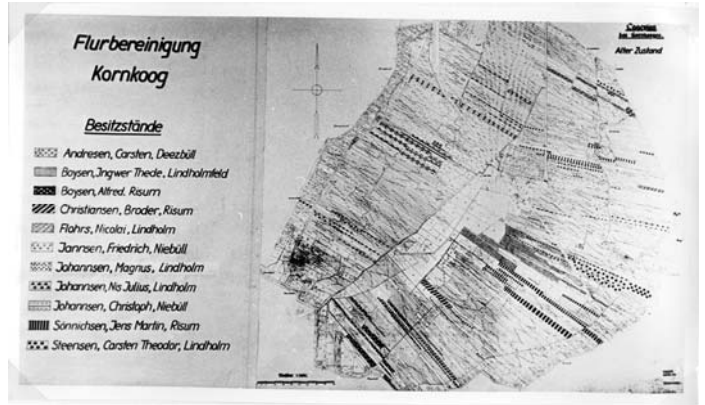 Flurbereinigung
Kornkoog
Besitzstände
Andresen, Carsten, Deezbüll
Boysen, Ingwer Thede, Lindholmfeld
Boysen, Alfred, Risum
Christiansen, Broder, Risum
Flohrs, Nicolai, Lindholm
Jannsen, Friedrich, Niebüll
Johannsen, Magnus, Lindholm
Johannsen, Nis Julius, Lindholm
Johannsen, Christoph, Niebüll
Sönnichsen, Jens Martin, Risum
Steensen, Carsten Theodor, Lindholm
Alter Zustand